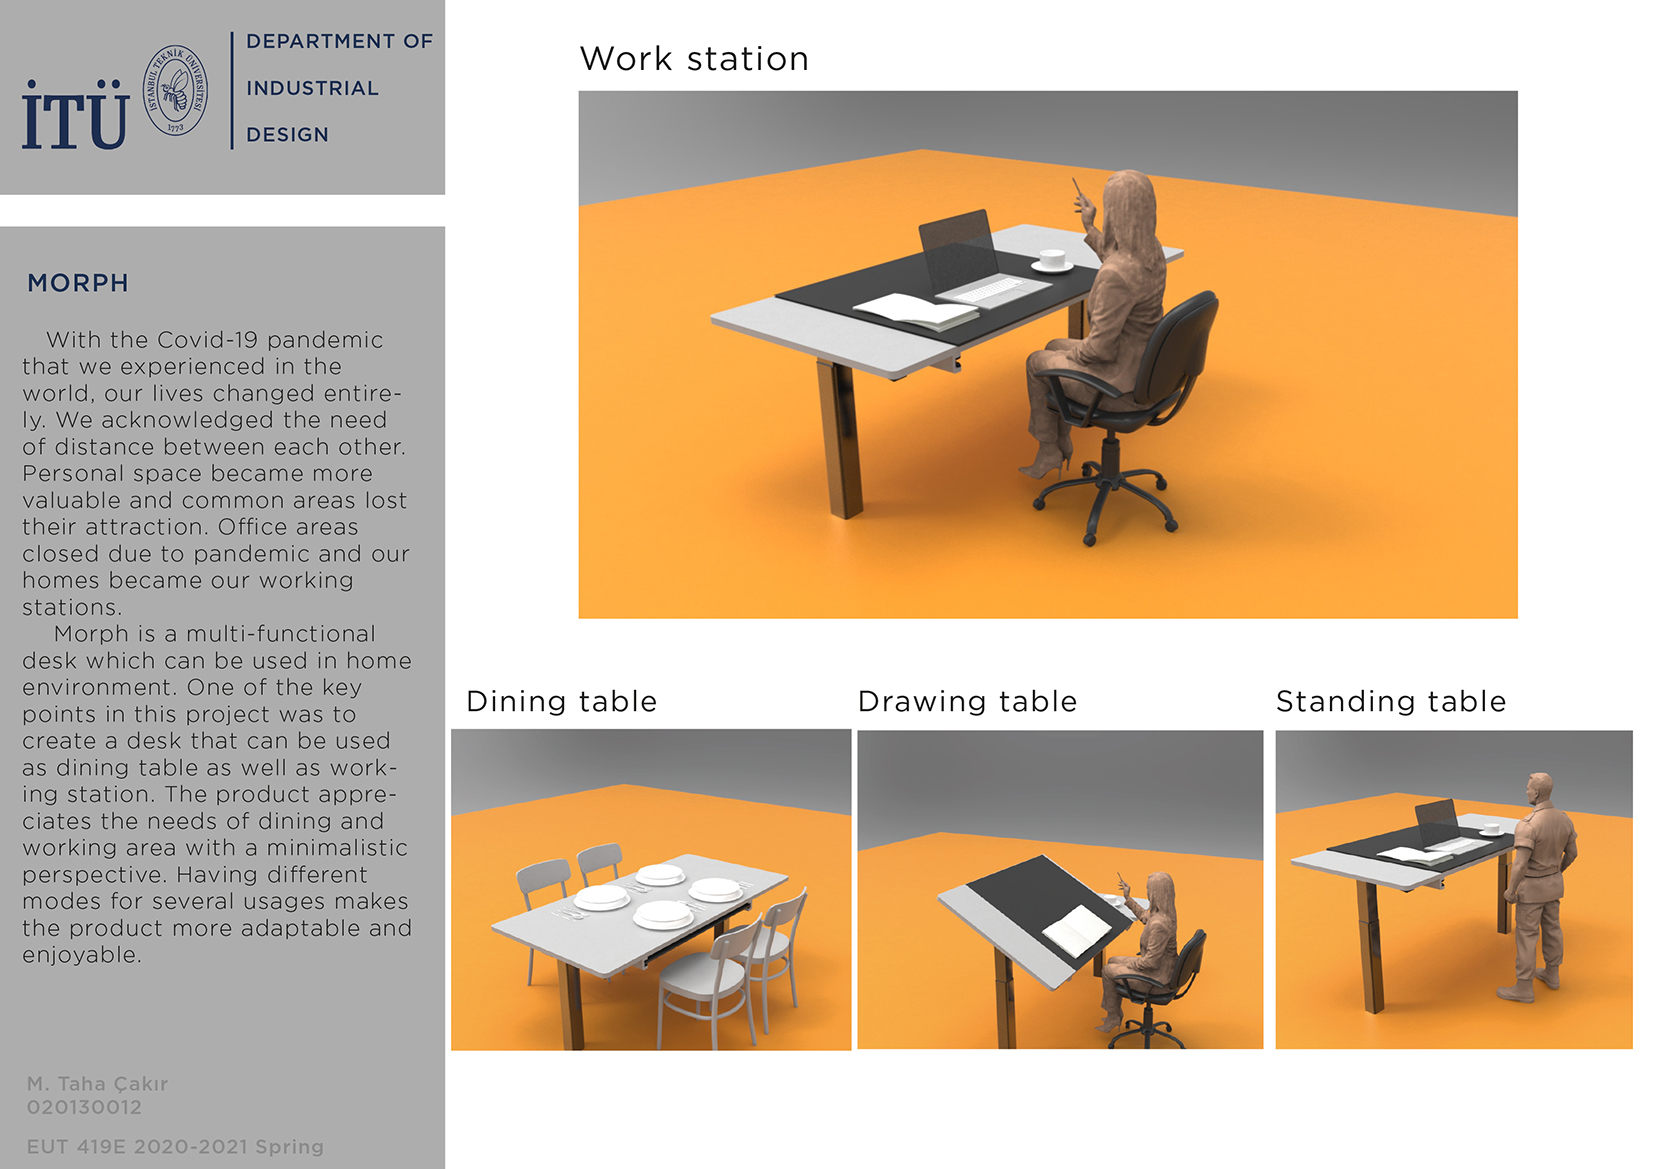 İTÜ
İSTANBUL TEKNİK ÜNİVERSİTESİ
1773
DEPARTMENT OF
INDUSTRIAL
DESIGN
MORPH
With the Covid-19 pandemic
that we experienced in the
world, our lives changed entire-
ly. We acknowledged the need
of distance between each other.
Personal space became more
valuable and common areas lost
their attraction. Office areas
closed due to pandemic and our
homes became our working
stations.
Morph is a multi-functional
desk which can be used in home
environment. One of the key
points in this project was to
create a desk that can be used
as dining table as well as work-
ing station. The product appre-
ciates the needs of dining and
working area with a minimalistic
perspective. Having different
modes for several usages makes
the product more adaptable and
enjoyable.
M. Taha Çakır
020130012
EUT 419E 2020-2021 Spring
Work station
Dining table
Drawing table
Standing table